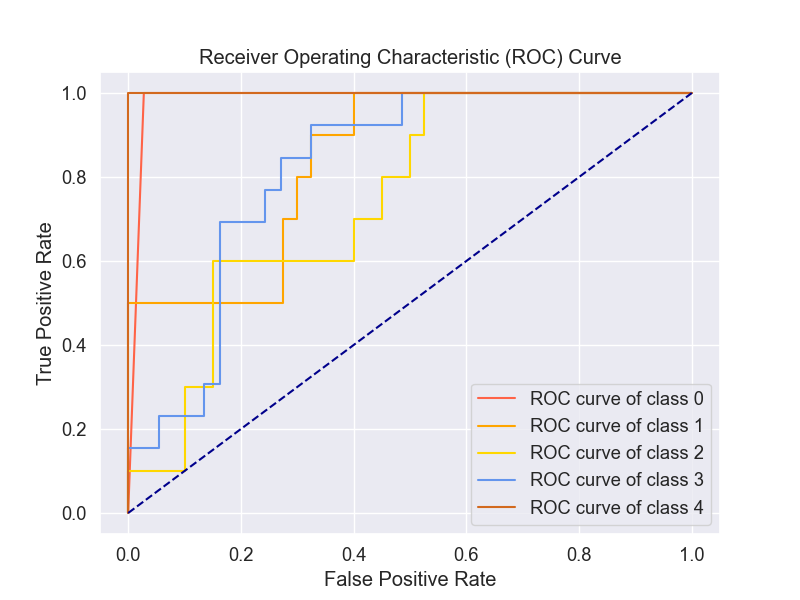 Receiver Operating Characteristic (ROC) Curve
True Positive Rate
1.0
0.8
0.6
0.4
0.2
0.0
0.0 0.2 0.4 0.6 0.8 1.0
False Positive Rate
ROC curve of class 0
ROC curve of class 1
ROC curve of class 2
ROC curve of class 3
ROC curve of class 4